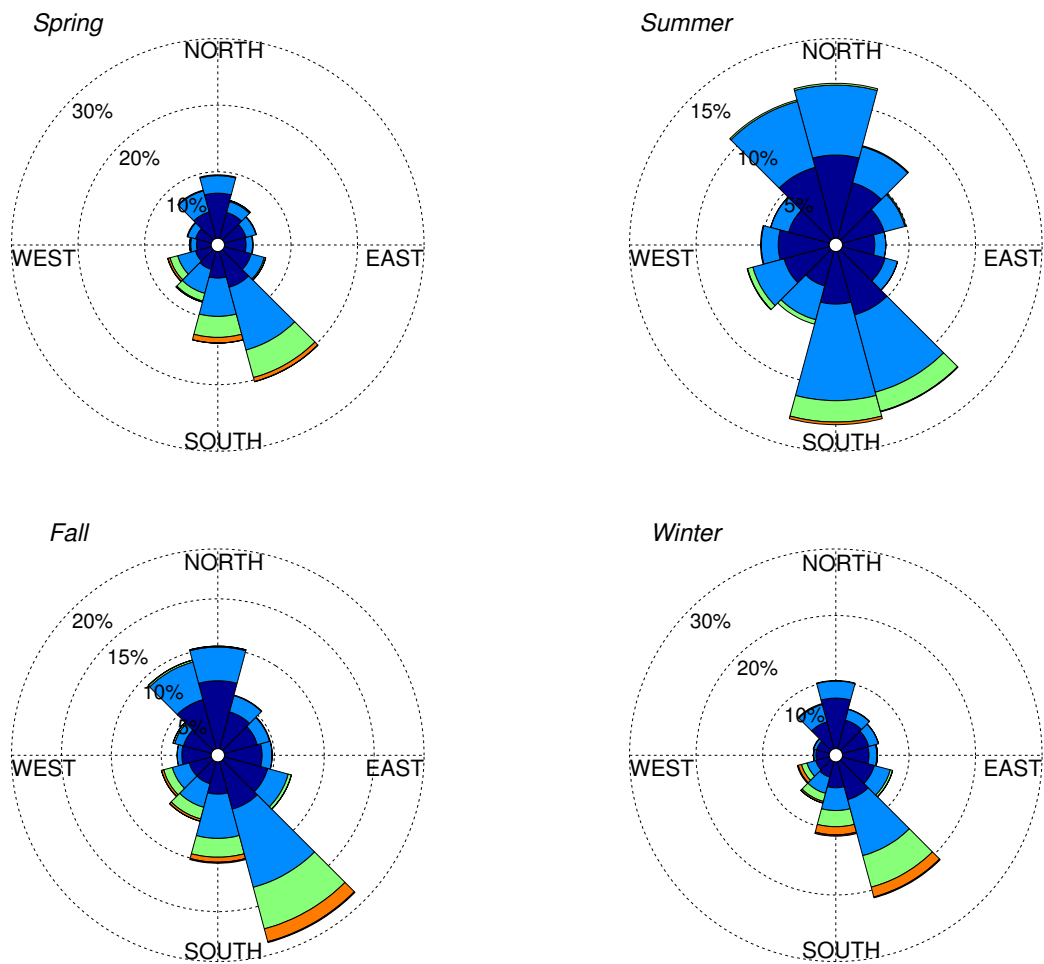 Spring
NORTH
30%
20%
10%
WEST
EAST
SOUTH
Summer
NORTH
15%
10%
5%
WEST
EAST
SOUTH
Fall
NORTH
20%
15%
10%
5%
WEST
EAST
SOUTH
Winter
NORTH
30%
20%
10%
WEST
EAST
SOUTH